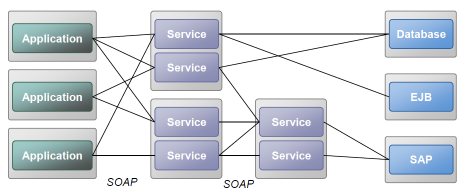 Application Service Database
Service
Application EJB
Service Service
Application Service Service SAP
SOAP SOAP